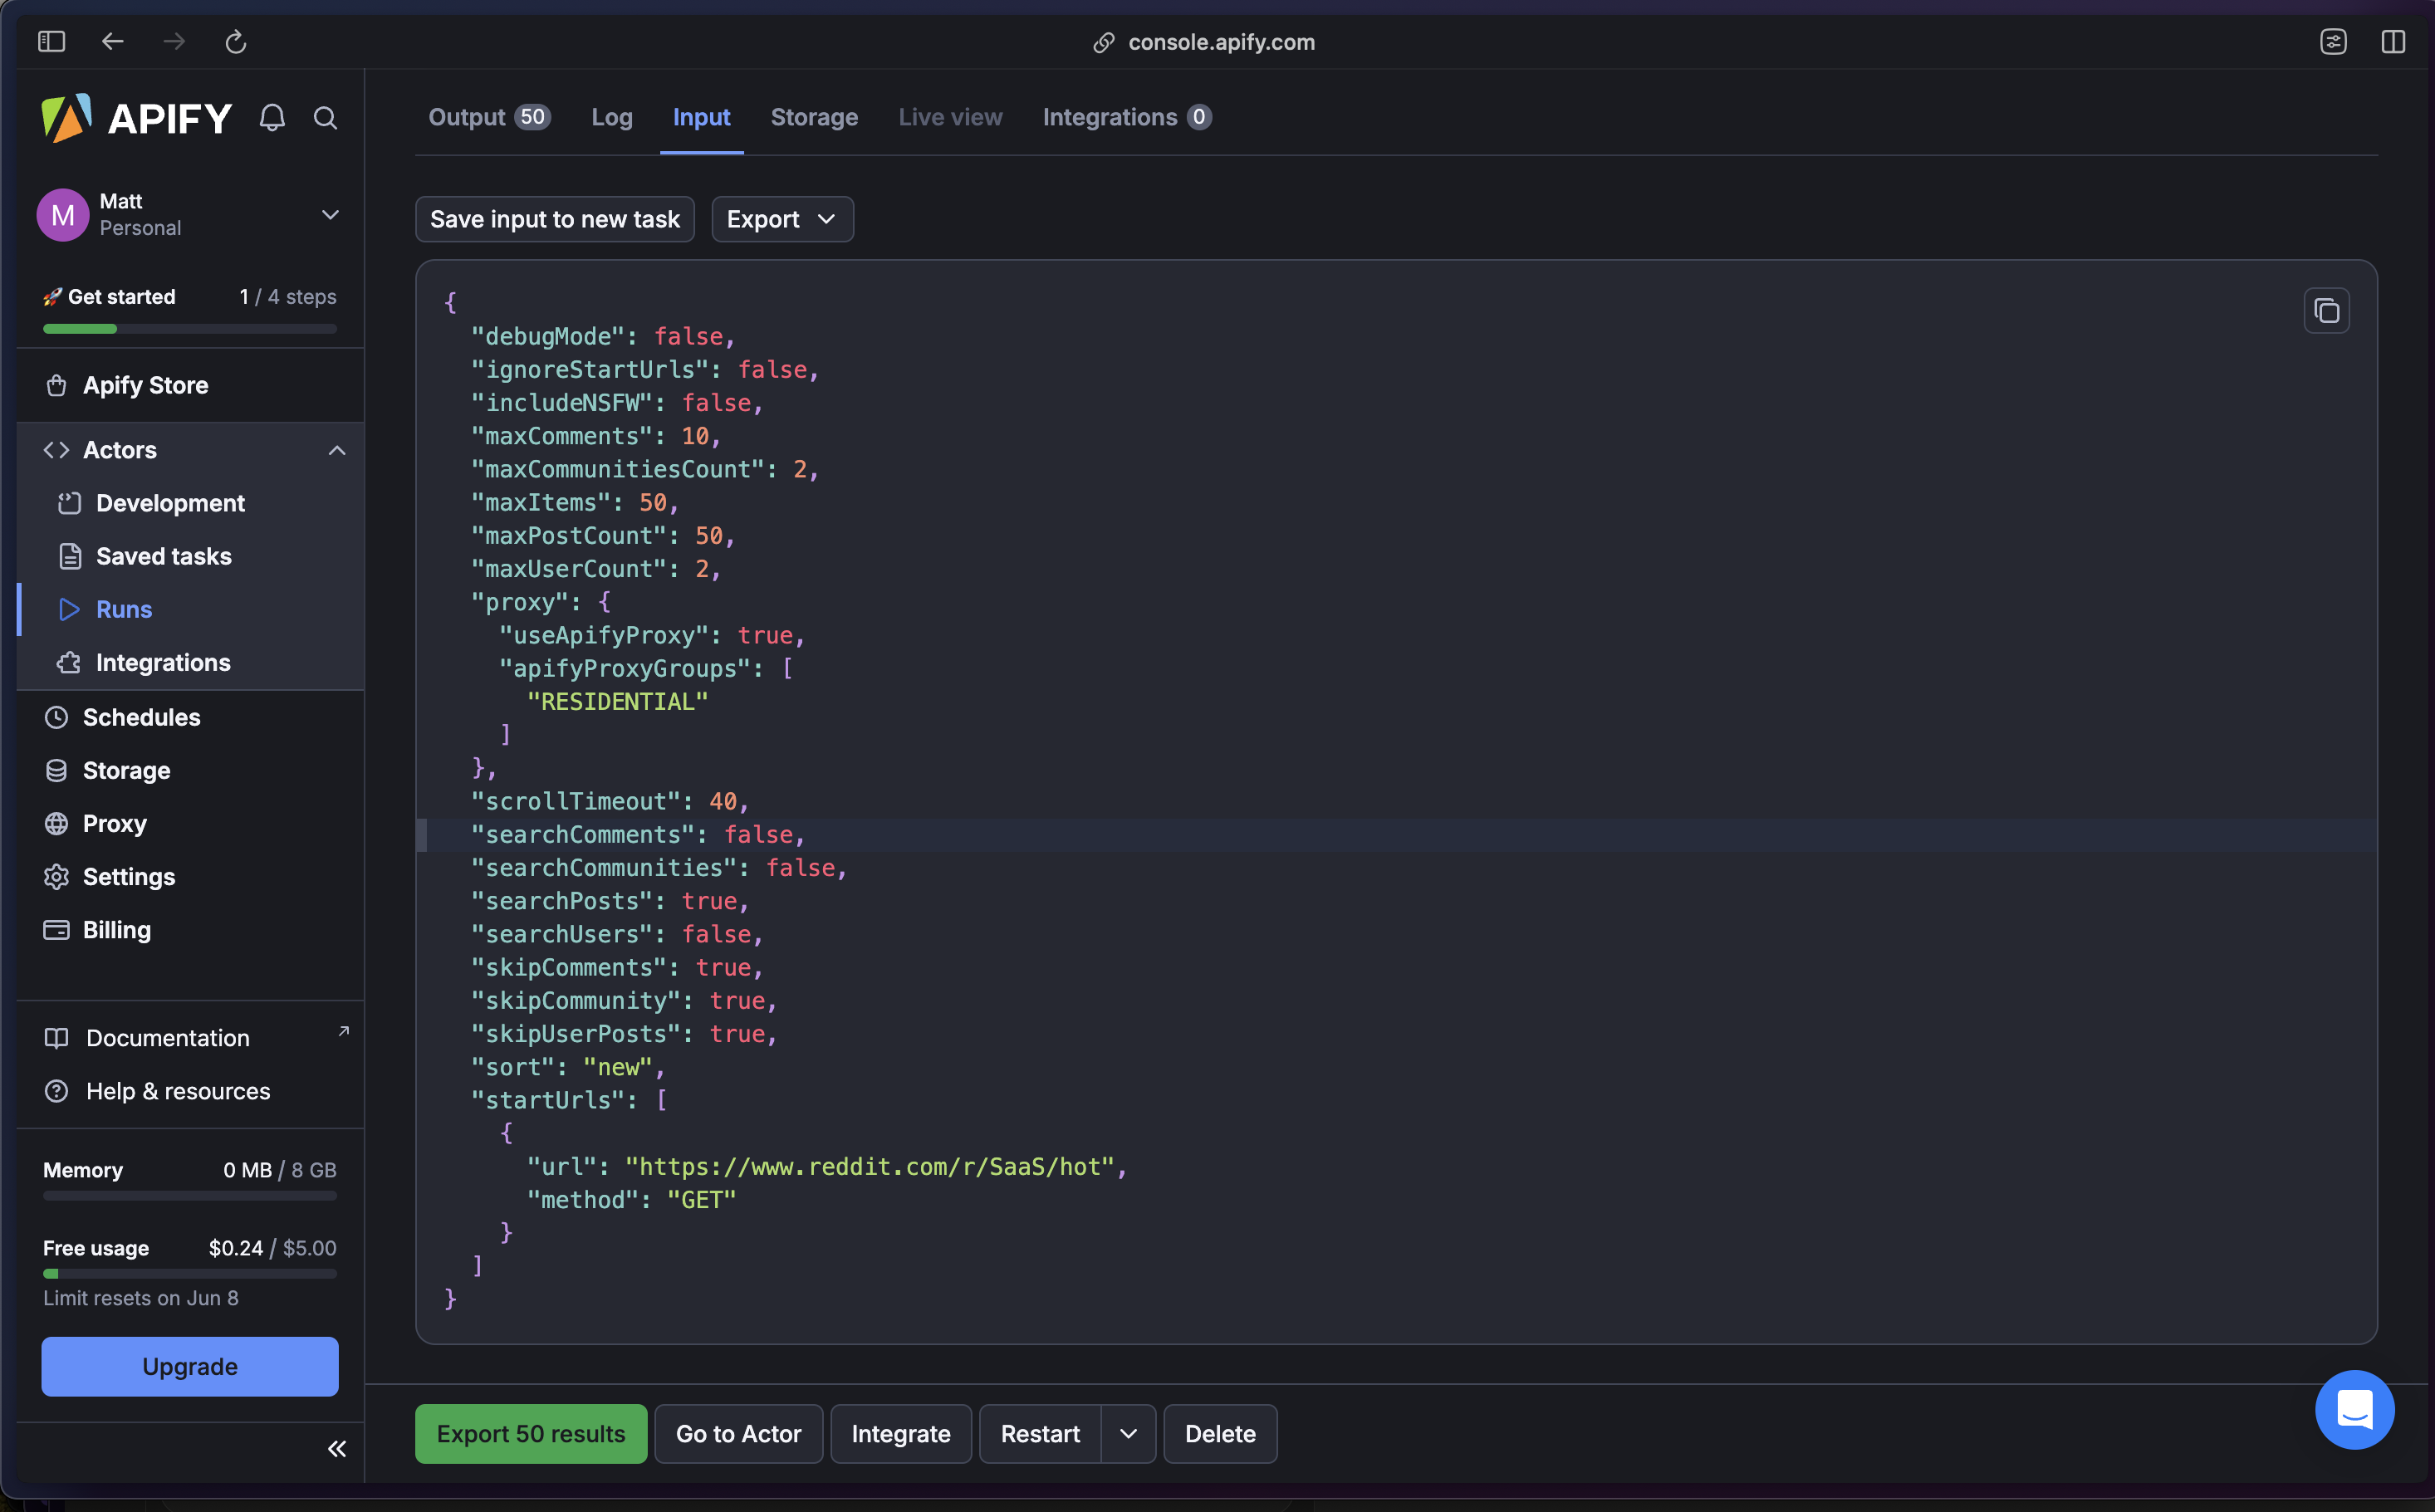 console.apify.com
APIFY
M
Matt
Personal
🚀 Get started 1 / 4 steps
Apify Store
Actors
Development
Saved tasks
Runs
Integrations
Schedules
Storage
Proxy
Settings
Billing
Documentation
Help & resources
Memory 0 MB / 8 GB
Free usage $0.24 / $5.00
Limit resets on Jun 8
Upgrade
Output 50 Log Input Storage Live view Integrations 0
Save input to new task Export
{
  "debugMode": false,
  "ignoreStartUrls": false,
  "includeNSFW": false,
  "maxComments": 10,
  "maxCommunitiesCount": 2,
  "maxItems": 50,
  "maxPostCount": 50,
  "maxUserCount": 2,
  "proxy": {
    "useApifyProxy": true,
    "apifyProxyGroups": [
      "RESIDENTIAL"
    ]
  },
  "scrollTimeout": 40,
  "searchComments": false,
  "searchCommunities": false,
  "searchPosts": true,
  "searchUsers": false,
  "skipComments": true,
  "skipCommunity": true,
  "skipUserPosts": true,
  "sort": "new",
  "startUrls": [
    {
      "url": "https://www.reddit.com/r/SaaS/hot",
      "method": "GET"
    }
  ]
}
Export 50 results Go to Actor Integrate Restart Delete